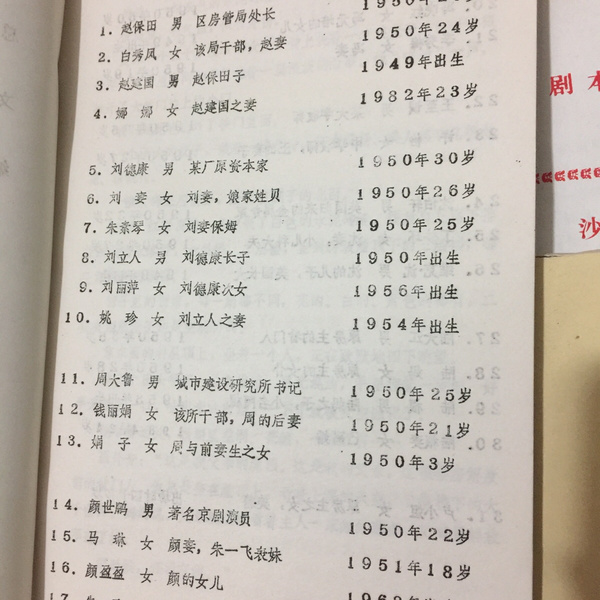 1. 赵保田 男 区房管局处长
2. 白秀凤 女 该局干部，赵妻 1950年24岁
3. 赵建国 男 赵保田子 1949年出生
4. 娜 娜 女 赵建国之妻 1982年23岁
5. 刘德康 男 某厂原资本家 1950年30岁
6. 刘 妻 女 刘妻，娘家姓贝 1950年26岁
7. 朱素琴 女 刘妻保姆 1950年25岁
8. 刘立人 男 刘德康长子 1950年出生
9. 刘丽萍 女 刘德康次女 1956年出生
10. 姚 珍 女 刘立人之妻 1954年出生
11. 周大鲁 男 城市建设研究所书记 1950年25岁
12. 钱丽娟 女 该所干部，周的后妻 1950年21岁
13. 娟 子 女 周与前妻生之女 1950年3岁
14. 颜世鹏 男 著名京剧演员 1950年22岁
15. 马 琳 女 颜妻，朱一飞表妹 1951年18岁
16. 颜盈盈 女 颜的女儿
剧本
沙